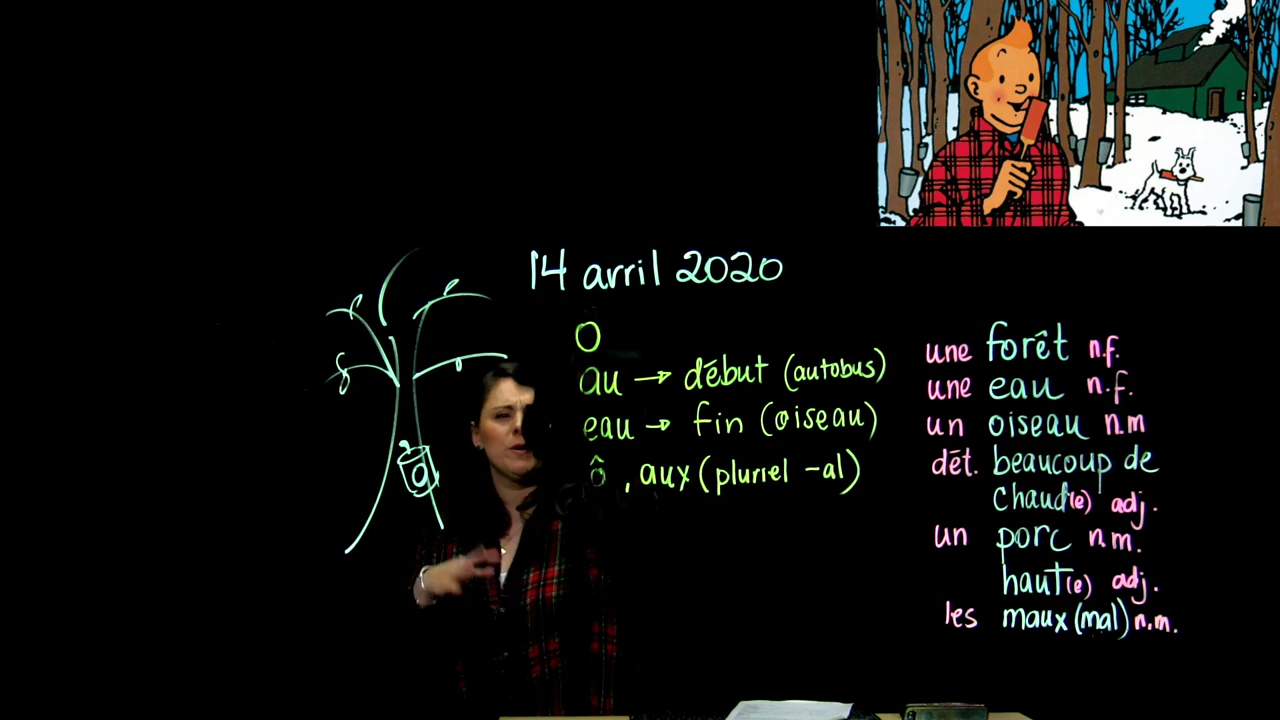 14 avril 2020
o
au → début (autobus)
eau → fin (oiseau)
ô, aux (pluriel -al)
une forêt n.f.
une eau n.f.
un oiseau n.m
dét. beaucoup de
chaud(e) adj.
un porc n.m.
haut(e) adj.
les maux (mal) n.m.